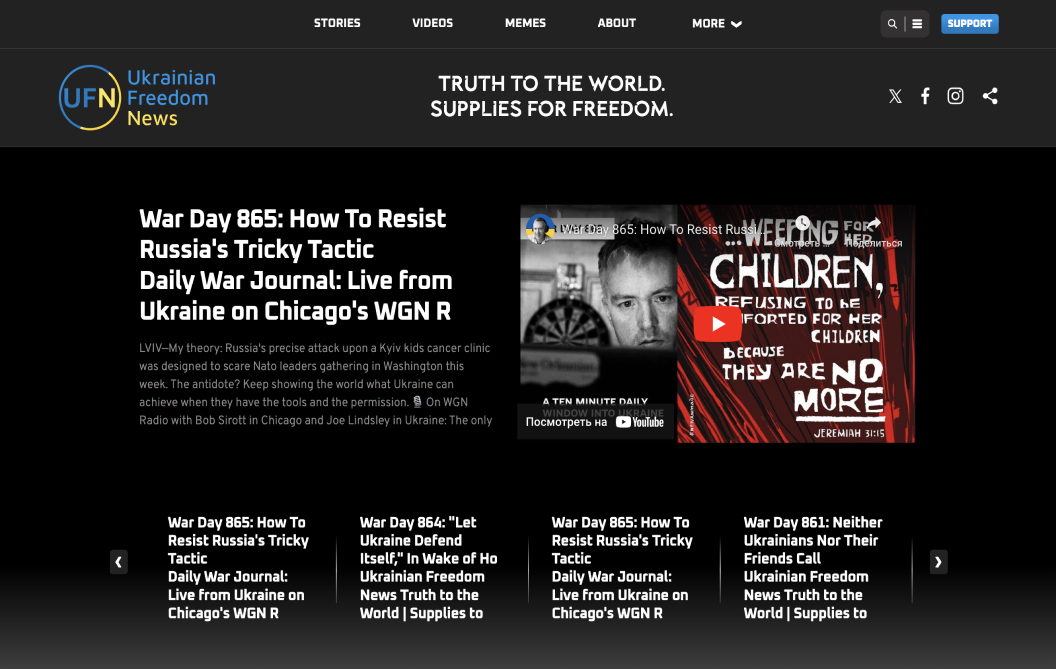 STORIES
VIDEOS
MEMES
ABOUT
MORE
SUPPORT
UFN
Ukrainian
Freedom
News
TRUTH TO THE WORLD.
SUPPLIES FOR FREEDOM.
War Day 865: How To Resist
Russia's Tricky Tactic
Daily War Journal: Live from
Ukraine on Chicago's WGN R
LVIV—My theory: Russia's precise attack upon a Kyiv kids cancer clinic
was designed to scare Nato leaders gathering in Washington this
week. The antidote? Keep showing the world what Ukraine can
achieve when they have the tools and the permission. 🎙️ On WGN
Radio with Bob Sirott in Chicago and Joe Lindsley in Ukraine: The only
War Day 865: How To Resist Russi...
Смотреть ...
Поделиться
...WEEPING FOR
HER
CHILDREN,
REFUSING TO BE
FORTED FOR HER
CHILDREN
BECAUSE
THEY ARE NO
MORE
JEREMIAH 31:15
A TEN MINUTE DAILY
WINDOW INTO UKRAINE
Посмотреть на YouTube
War Day 865: How To
Resist Russia's Tricky
Tactic
Daily War Journal:
Live from Ukraine on
Chicago's WGN R
War Day 864: "Let
Ukraine Defend
Itself," In Wake of Ho
Ukrainian Freedom
News Truth to the
World | Supplies to
War Day 865: How To
Resist Russia's Tricky
Tactic
Daily War Journal:
Live from Ukraine on
Chicago's WGN R
War Day 861: Neither
Ukrainians Nor Their
Friends Call
Ukrainian Freedom
News Truth to the
World | Supplies to